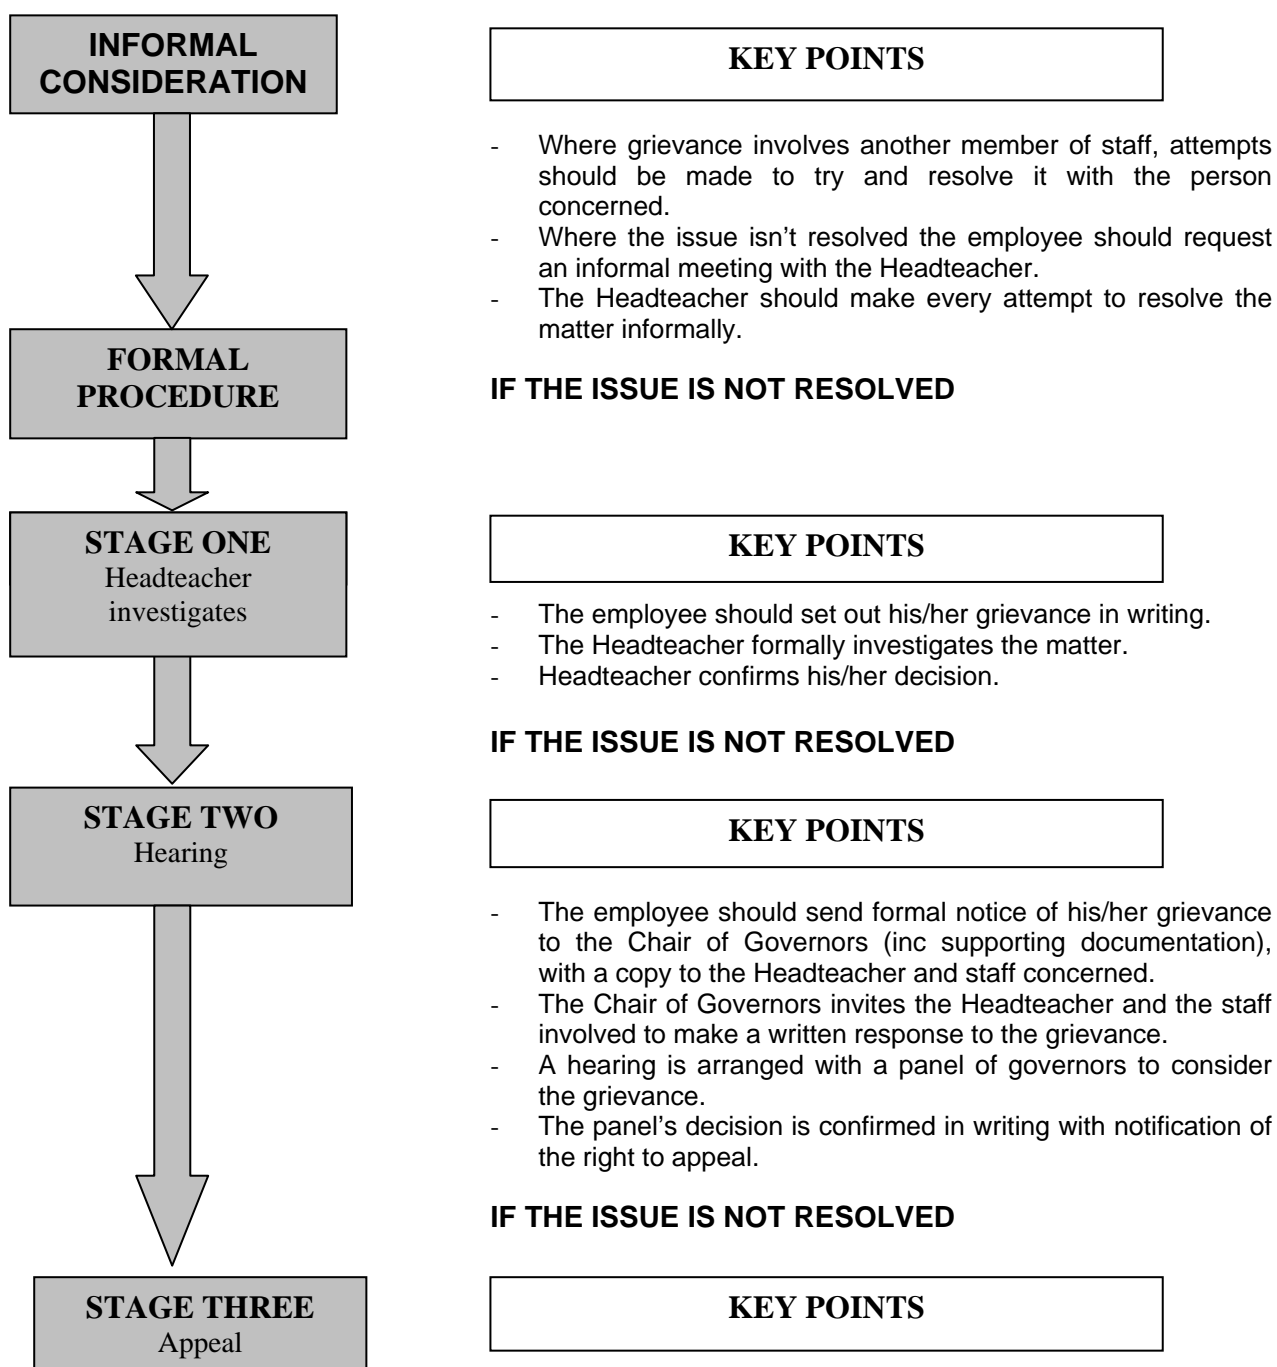 INFORMAL
CONSIDERATION
KEY POINTS
- Where grievance involves another member of staff, attempts
should be made to try and resolve it with the person
concerned.
- Where the issue isn’t resolved the employee should request
an informal meeting with the Headteacher.
- The Headteacher should make every attempt to resolve the
matter informally.
FORMAL
PROCEDURE
IF THE ISSUE IS NOT RESOLVED
STAGE ONE
Headteacher
investigates
KEY POINTS
- The employee should set out his/her grievance in writing.
- The Headteacher formally investigates the matter.
- Headteacher confirms his/her decision.
IF THE ISSUE IS NOT RESOLVED
STAGE TWO
Hearing
KEY POINTS
- The employee should send formal notice of his/her grievance
to the Chair of Governors (inc supporting documentation),
with a copy to the Headteacher and staff concerned.
- The Chair of Governors invites the Headteacher and the staff
involved to make a written response to the grievance.
- A hearing is arranged with a panel of governors to consider
the grievance.
- The panel’s decision is confirmed in writing with notification of
the right to appeal.
IF THE ISSUE IS NOT RESOLVED
STAGE THREE
Appeal
KEY POINTS